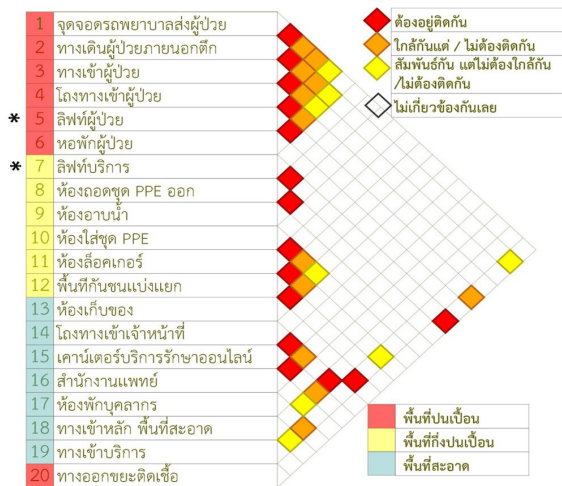 1 จุดจอดรถพยาบาลส่งผู้ป่วย
2 ทางเดินผู้ป่วยภายนอกตึก
3 ทางเข้าผู้ป่วย
4 โถงทางเข้าผู้ป่วย
* 5 ลิฟท์ผู้ป่วย
6 หอพักผู้ป่วย
* 7 ลิฟท์บริการ
8 ห้องถอดชุด PPE ออก
9 ห้องอาบน้ำ
10 ห้องใส่ชุด PPE
11 ห้องล็อคเกอร์
12 พื้นที่กันชนแบ่งแยก
13 ห้องเก็บของ
14 โถงทางเข้าเจ้าหน้าที่
15 เคาน์เตอร์บริการรักษาออนไลน์
16 สำนักงานแพทย์
17 ห้องพักบุคลากร
18 ทางเข้าหลัก พื้นที่สะอาด
19 ทางเข้าบริการ
20 ทางออกขยะติดเชื้อ
ต้องอยู่ติดกัน
ใกล้กันแต่ / ไม่ต้องติดกัน
สัมพันธ์กัน แต่ไม่ต้องใกล้กัน
/ไม่ต้องติดกัน
ไม่เกี่ยวข้องกันเลย
พื้นที่ปนเปื้อน
พื้นที่กึ่งปนเปื้อน
พื้นที่สะอาด